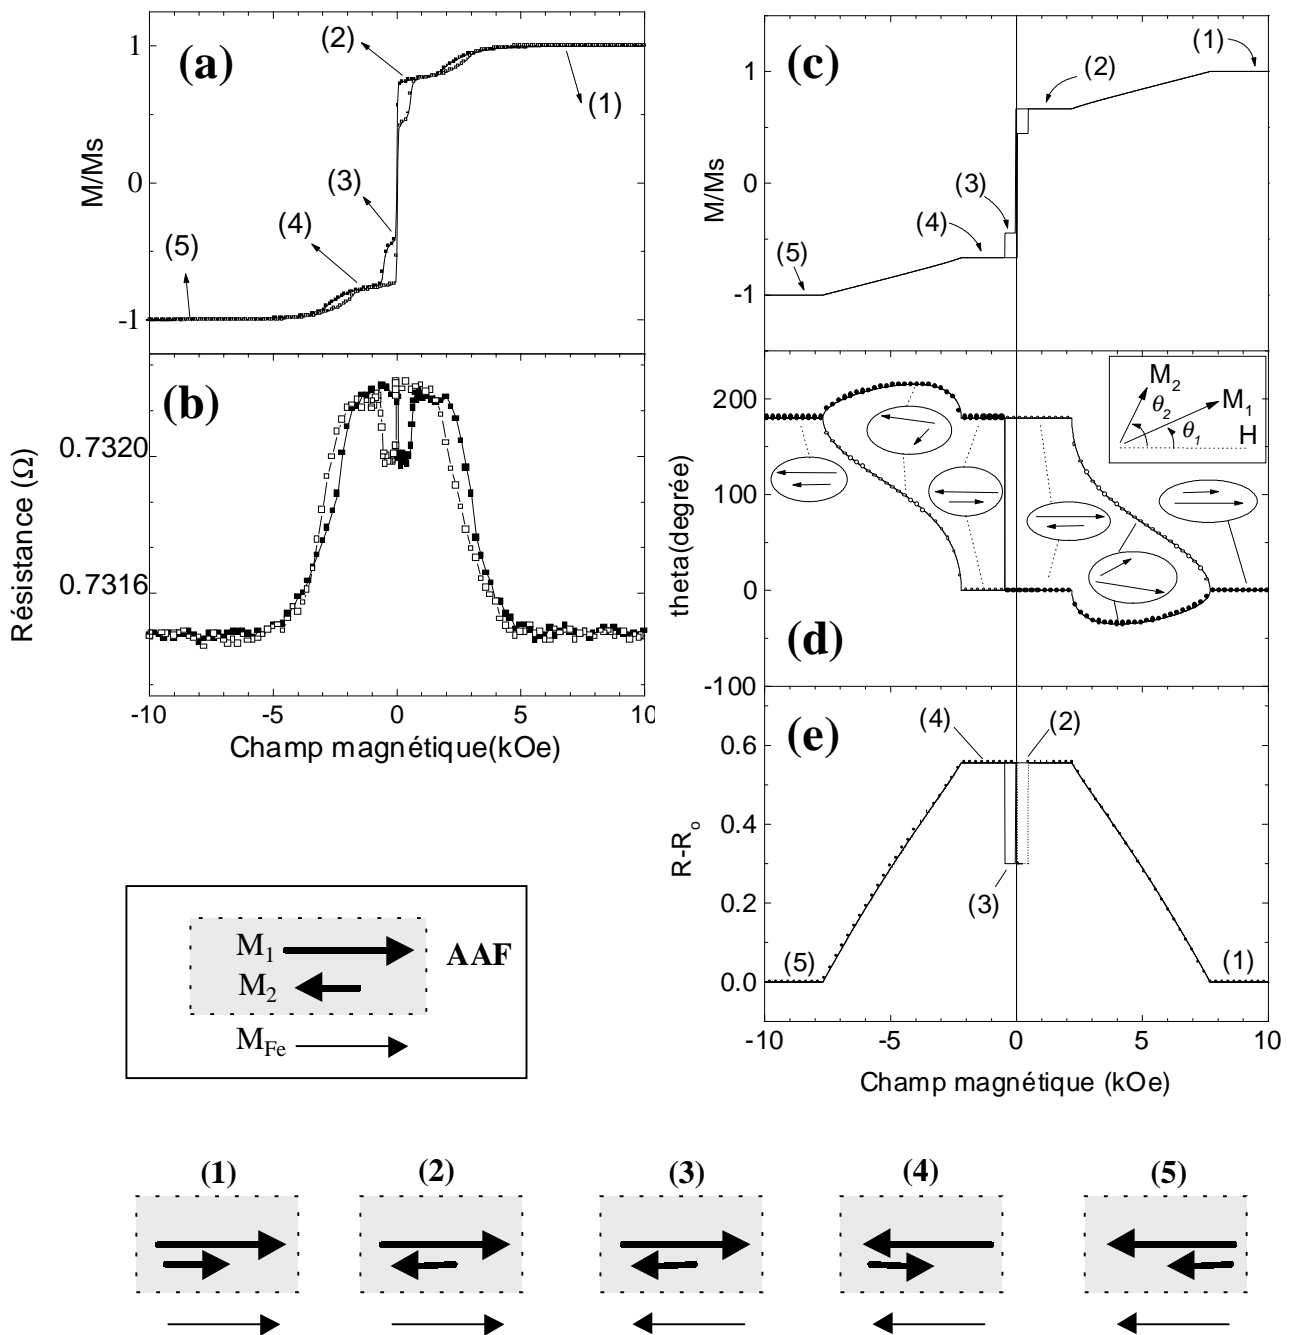 (a)
(2)
(1)
(3)
(4)
(5)
M/Ms
1
0
-1
(b)
Résistance (Ω)
0.7320
0.7316
-10
-5
0
5
10
Champ magnétique(kOe)
(c)
(1)
(2)
(3)
(4)
(5)
M/Ms
1
0
-1
(d)
theta(degrée)
200
100
0
-100
M₂
θ₂
M₁
θ₁
H
(e)
(4)
(2)
(3)
(5)
(1)
R-Rₒ
0.6
0.4
0.2
0.0
-10
-5
0
5
10
Champ magnétique (kOe)
M₁
AAF
M₂
M_Fe
(1) (2) (3) (4) (5)